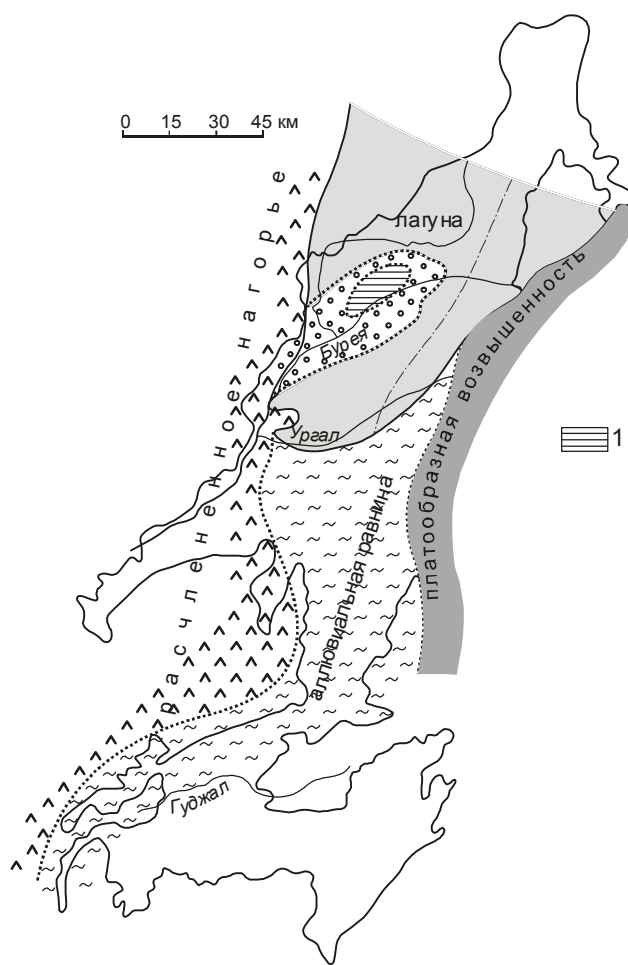 0 15 30 45 км
расчлененное нагорье
лагуна
Бурея
Ургал
платообразная возвышенность
1
аллювиальная равнина
Гуджал